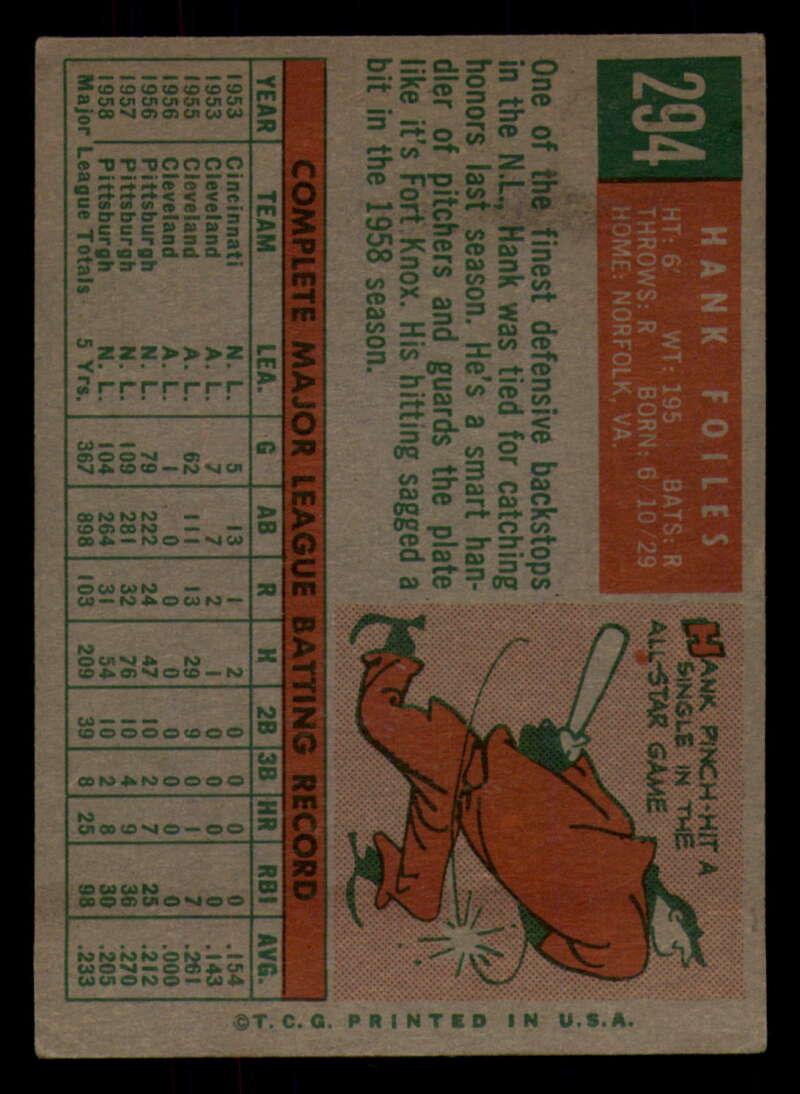 294
HANK FOILES
HT: 6' WT: 195 BATS: R
THROWS: R BORN: 6/10/29
HOME: NORFOLK, VA.
One of the finest defensive backstops
in the N.L., Hank was tied for catching
honors last season. He's a smart han-
dler of pitchers and guards the plate
like it's Fort Knox. His hitting sagged a
bit in the 1958 season.
HANK PINCH-HIT A
SINGLE IN THE
ALL-STAR GAME
COMPLETE MAJOR LEAGUE BATTING RECORD
YEAR TEAM LEA. G AB R H 2B 3B HR RBI AVG.
1953 Cincinnati N. L. 5 13 1 2 0 0 0 0 .154
1953 Cleveland A. L. 7 7 2 1 0 0 0 0 .143
1955 Cleveland A. L. 62 111 13 29 9 0 1 7 .261
1956 Cleveland A. L. 1 0 0 0 0 0 0 0 .000
1956 Pittsburgh N. L. 79 222 24 47 10 2 7 25 .212
1957 Pittsburgh N. L. 109 281 32 76 10 4 9 36 .270
1958 Pittsburgh N. L. 104 264 31 54 10 2 8 30 .205
Major League Totals 5 Yrs. 367 898 103 209 39 8 25 98 .233
©T.C.G. PRINTED IN U.S.A.